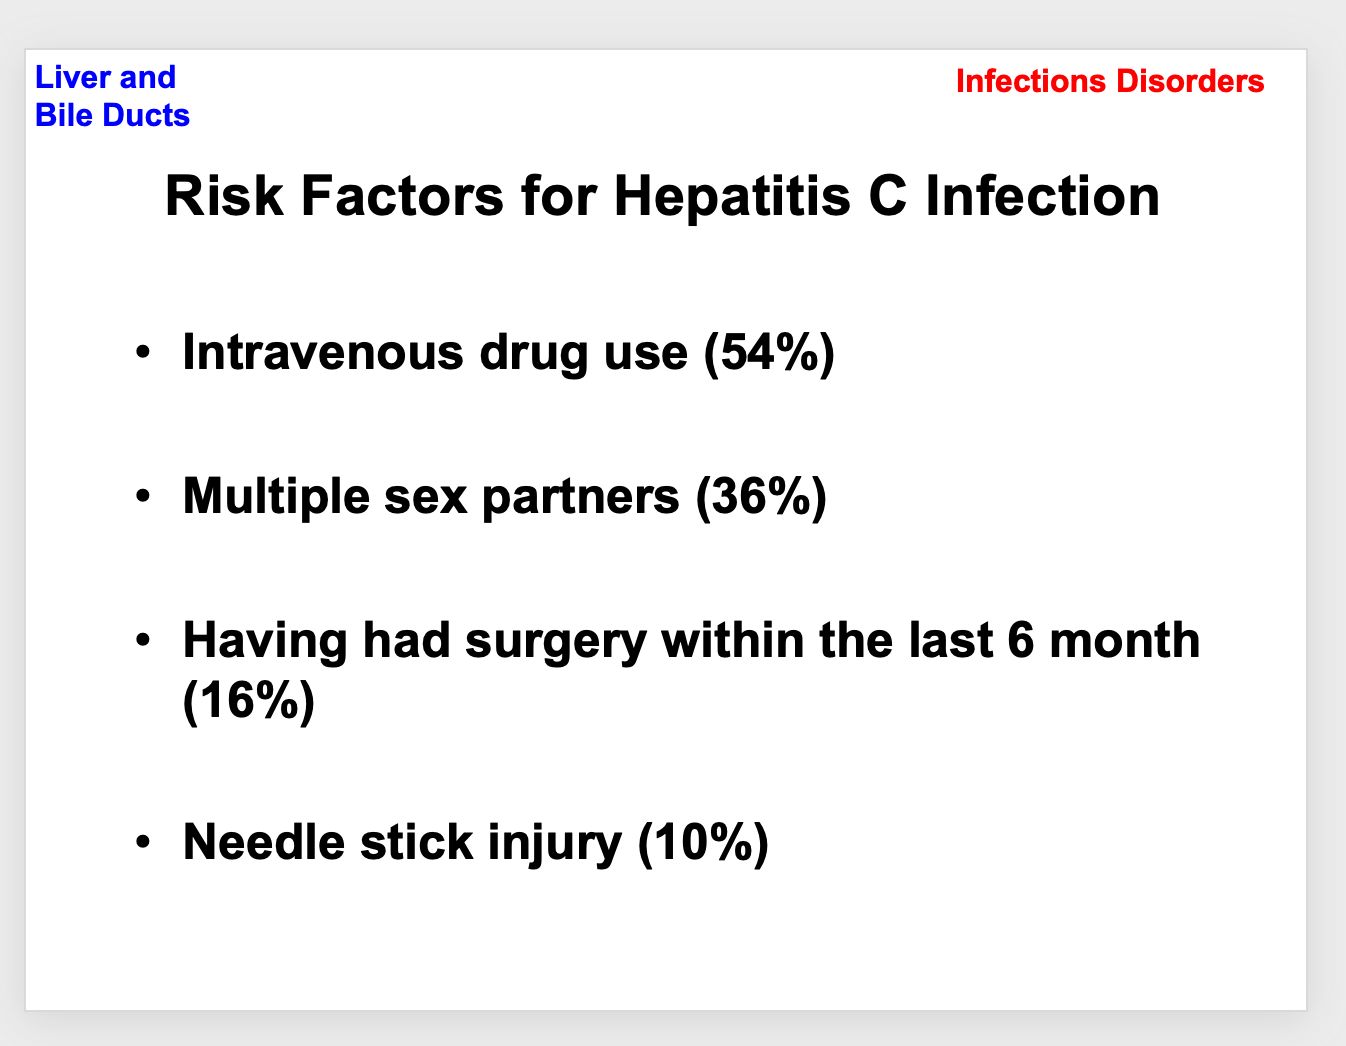 Liver and
Bile Ducts
Infections Disorders
Risk Factors for Hepatitis C Infection
• Intravenous drug use (54%)
• Multiple sex partners (36%)
• Having had surgery within the last 6 month
(16%)
• Needle stick injury (10%)